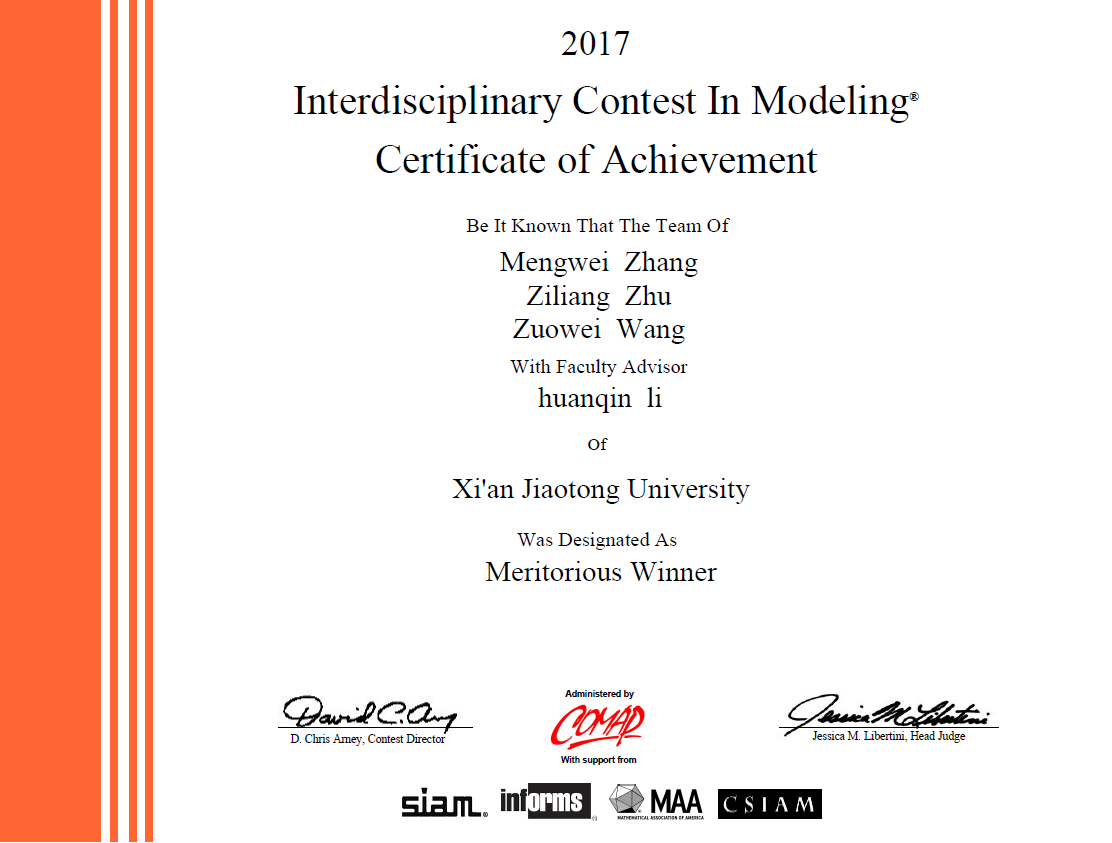 2017
Interdisciplinary Contest In Modeling®
Certificate of Achievement
Be It Known That The Team Of
Mengwei Zhang
Ziliang Zhu
Zuowei Wang
With Faculty Advisor
huanqin li
Of
Xi'an Jiaotong University
Was Designated As
Meritorious Winner
David C. Arney
D. Chris Arney, Contest Director
Administered by
COMAP
With support from
Jessica M Libertini
Jessica M. Libertini, Head Judge
siam®
informs®
MAA
MATHEMATICAL ASSOCIATION OF AMERICA
CSIAM